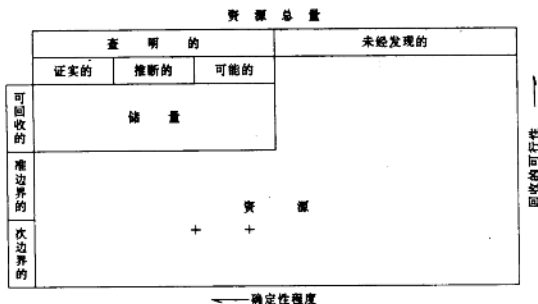 资源总量
查明的 未经发现的
证实的 推断的 可能的
可回收的
储量
准边界的
资源
次边界的
+ +
回收的可行性
确定性程度